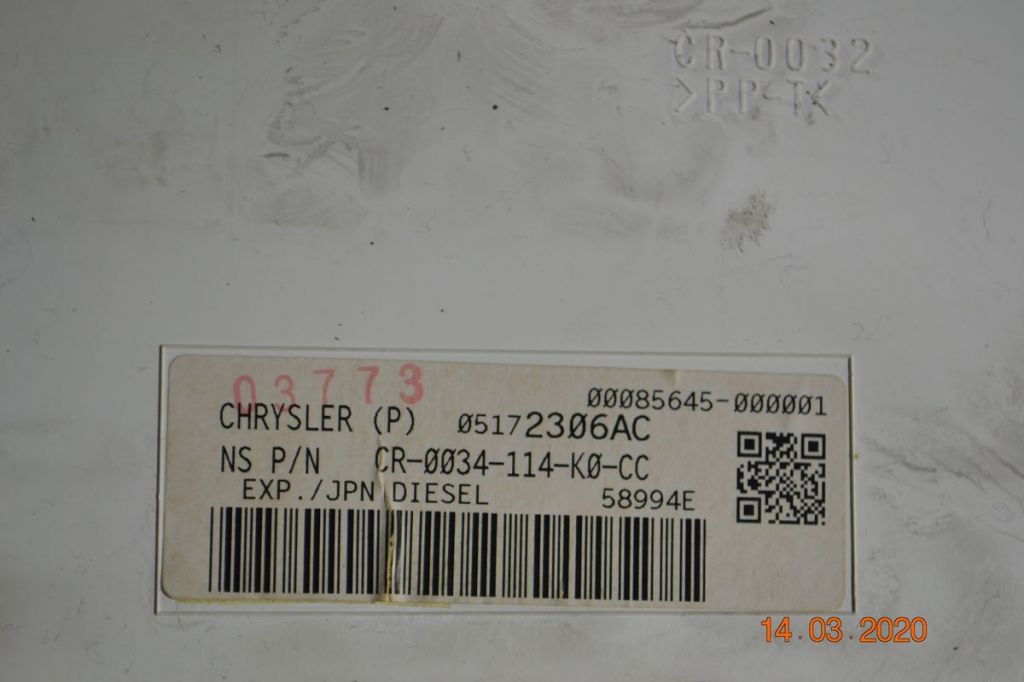 CR-0032
>PP-T<
03773
00085645-000001
CHRYSLER (P) 05172306AC
NS P/N CR-0034-114-K0-CC
EXP./JPN DIESEL 58994E
14.03.2020